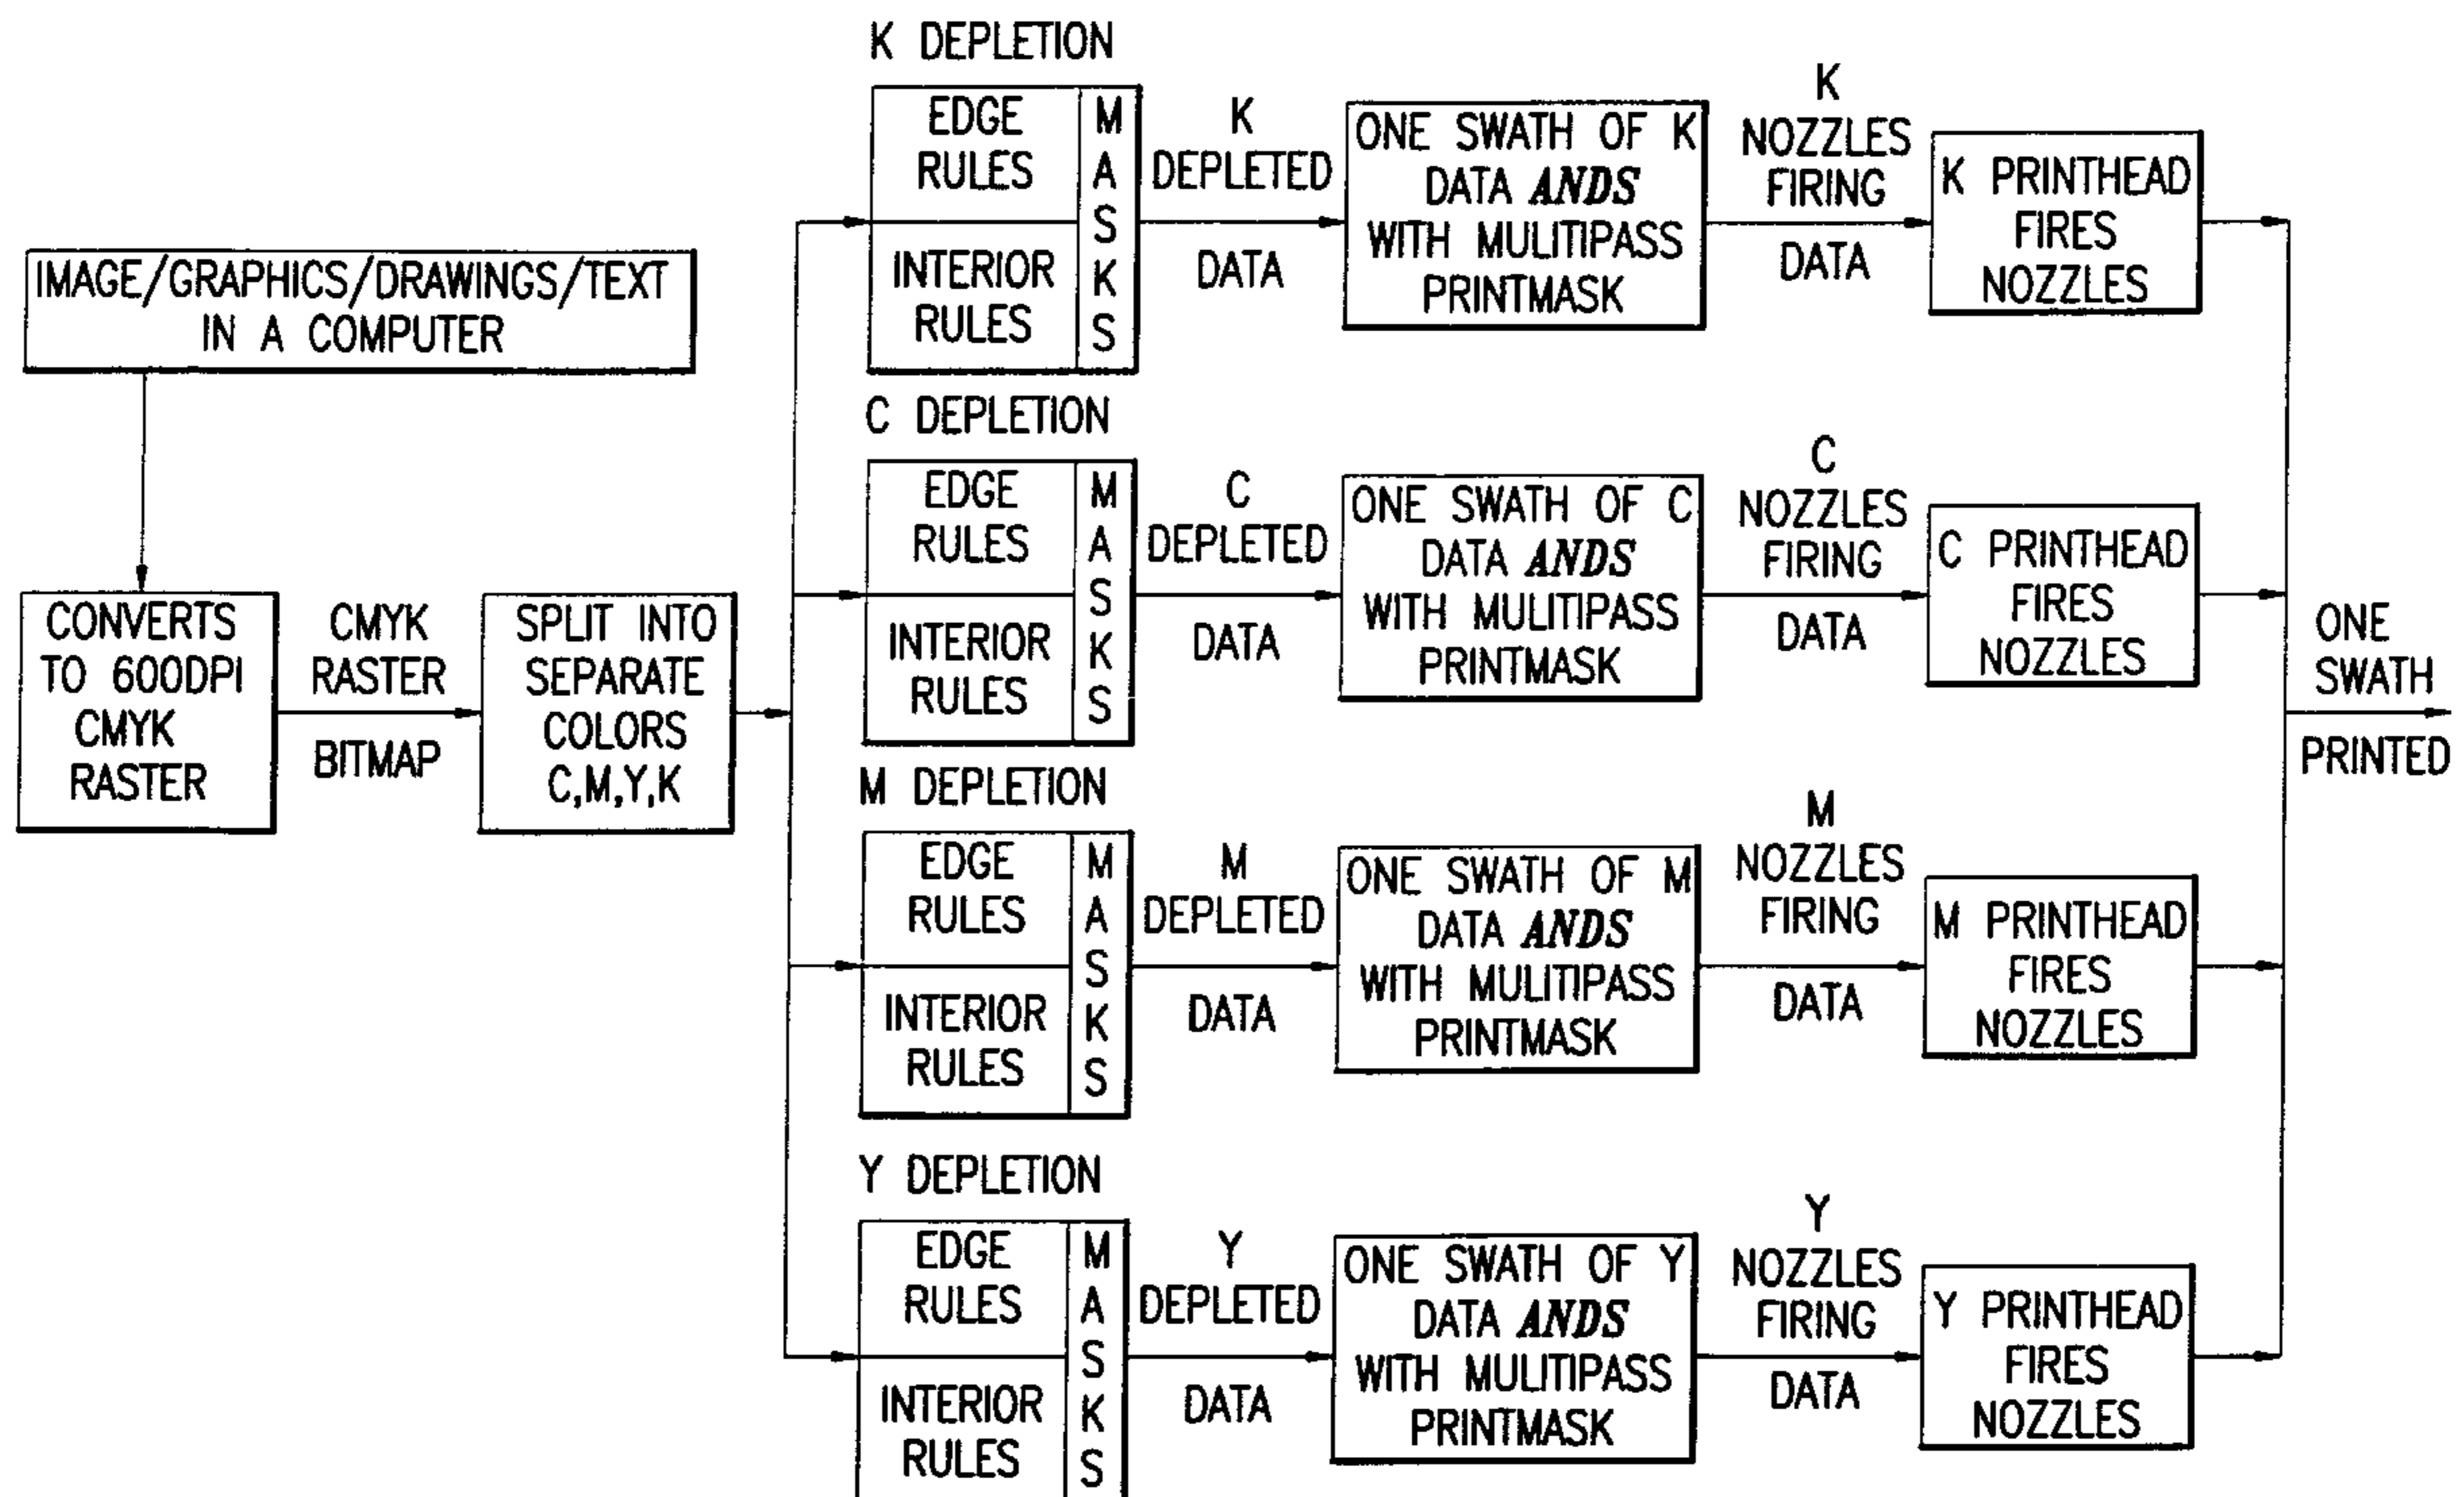 IMAGE/GRAPHICS/DRAWINGS/TEXT
IN A COMPUTER
CONVERTS
TO 600DPI
CMYK
RASTER
CMYK
RASTER
BITMAP
SPLIT INTO
SEPARATE
COLORS
C,M,Y,K
K DEPLETION
EDGE
RULES
INTERIOR
RULES
MASKS
K
DEPLETED
DATA
ONE SWATH OF K
DATA ANDS
WITH MULITIPASS
PRINTMASK
K
NOZZLES
FIRING
DATA
K PRINTHEAD
FIRES
NOZZLES
C DEPLETION
EDGE
RULES
INTERIOR
RULES
MASKS
C
DEPLETED
DATA
ONE SWATH OF C
DATA ANDS
WITH MULITIPASS
PRINTMASK
C
NOZZLES
FIRING
DATA
C PRINTHEAD
FIRES
NOZZLES
M DEPLETION
EDGE
RULES
INTERIOR
RULES
MASKS
M
DEPLETED
DATA
ONE SWATH OF M
DATA ANDS
WITH MULITIPASS
PRINTMASK
M
NOZZLES
FIRING
DATA
M PRINTHEAD
FIRES
NOZZLES
Y DEPLETION
EDGE
RULES
INTERIOR
RULES
MASKS
Y
DEPLETED
DATA
ONE SWATH OF Y
DATA ANDS
WITH MULITIPASS
PRINTMASK
Y
NOZZLES
FIRING
DATA
Y PRINTHEAD
FIRES
NOZZLES
ONE
SWATH
PRINTED